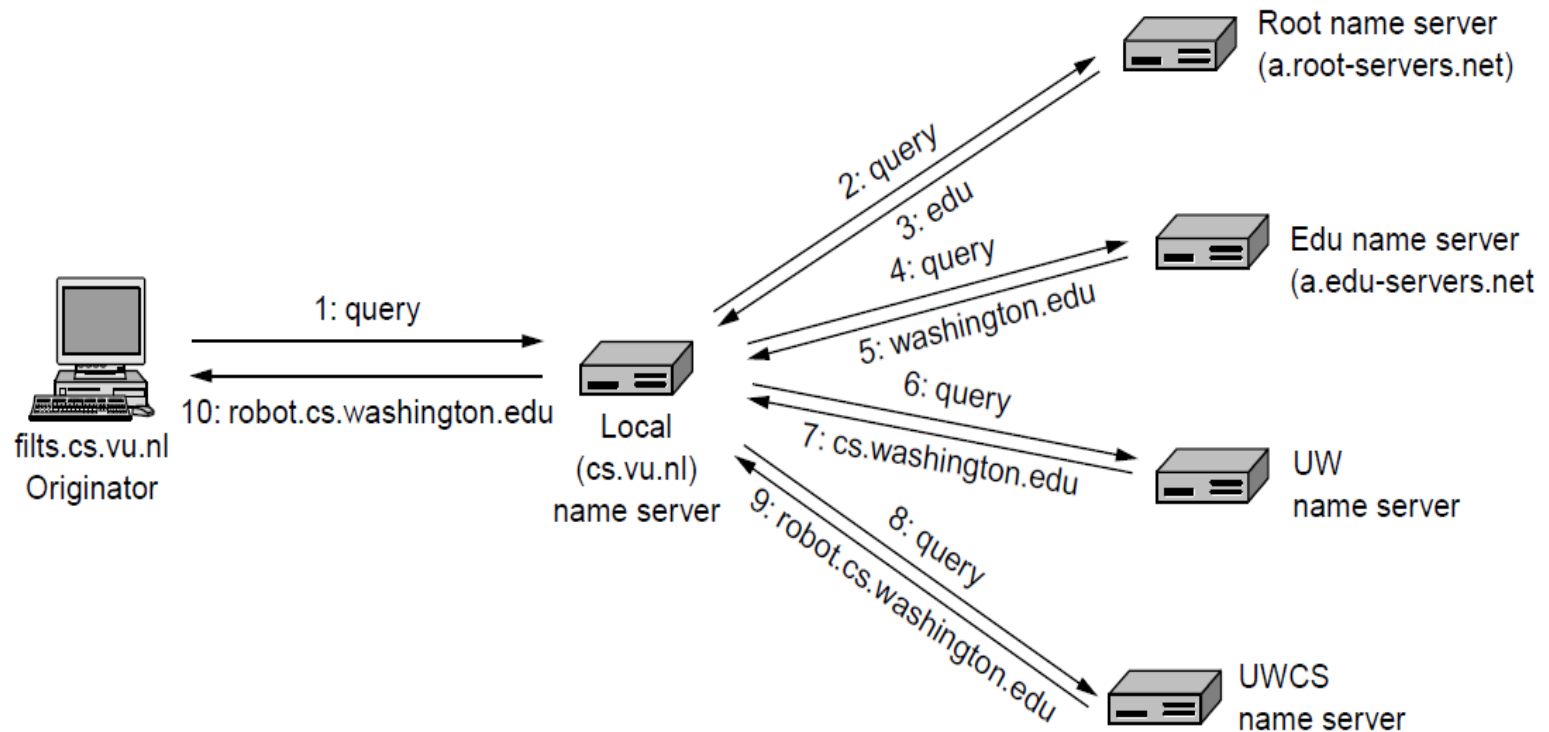 Root name server
(a.root-servers.net)
2: query
3: edu
4: query
Edu name server
(a.edu-servers.net
5: washington.edu
1: query
6: query
10: robot.cs.washington.edu
Local
(cs.vu.nl)
name server
7: cs.washington.edu
filts.cs.vu.nl
Originator
UW
name server
8: query
9: robot.cs.washington.edu
UWCS
name server